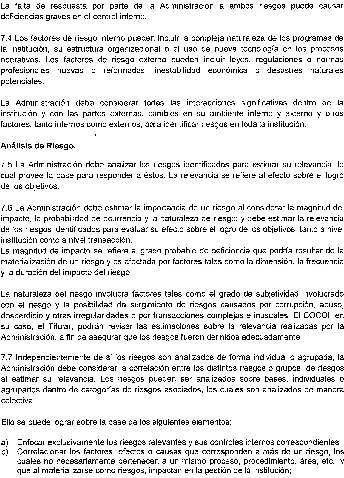 La falta de respuesta por parte de la Administración a ambos riesgos puede causar
deficiencias graves en el control interno.
7.4 Los factores de riesgo interno pueden incluir la compleja naturaleza de los programas de
la institución, su estructura organizacional o el uso de nueva tecnología en los procesos
operativos. Los factores de riesgo externo pueden incluir leyes, regulaciones o normas
profesionales nuevas o reformadas, inestabilidad económica o desastres naturales
potenciales.
La Administración debe considerar todas las interacciones significativas dentro de la
institución y con las partes externas, cambios en su ambiente interno y externo y otros
factores, tanto internos como externos, para identificar riesgos en toda la institución.
Análisis de Riesgo.
7.5 La Administración debe analizar los riesgos identificados para estimar su relevancia, lo
cual provee la base para responder a éstos. La relevancia se refiere al efecto sobre el logro
de los objetivos.
7.6 La Administración debe estimar la importancia de un riesgo al considerar la magnitud del
impacto, la probabilidad de ocurrencia y la naturaleza de riesgo y debe estimar la relevancia
de los riesgos identificados para evaluar su efecto sobre el logro de los objetivos, tanto a nivel
institución como a nivel transacción.
La magnitud de impacto se refiere al grado probable de deficiencia que podría resultar de la
materialización de un riesgo y es afectada por factores tales como la dimensión, la frecuencia
y la duración del impacto del riesgo.
La naturaleza del riesgo involucra factores tales como el grado de subjetividad involucrado
con el riesgo y la posibilidad de surgimiento de riesgos causados por corrupción, abuso,
desperdicio y otras irregularidades o por transacciones complejas e inusuales. El COCODI en
su caso, el Titular, podrán revisar las estimaciones sobre la relevancia realizadas por la
Administración, a fin de asegurar que los riesgos fueron definidos adecuadamente.
7.7 Independientemente de si los riesgos son analizados de forma individual o agrupada, la
Administración debe considerar la correlación entre los distintos riesgos o grupos de riesgos
al estimar su relevancia. Los riesgos pueden ser analizados sobre bases individuales o
agrupados dentro de categorías de riesgos asociados, los cuales son analizados de manera
colectiva.
Ello se puede lograr sobre la base de los siguientes elementos:
a) Enfocar exclusivamente los riesgos relevantes y sus controles internos correspondientes
b) Correlacionar los factores, efectos o causas que corresponden a más de un riesgo, los
cuales no necesariamente pertenecen a un mismo proceso, procedimiento, área, etc. y
que al materializarse como riesgos, impactan en la gestión de la institución;